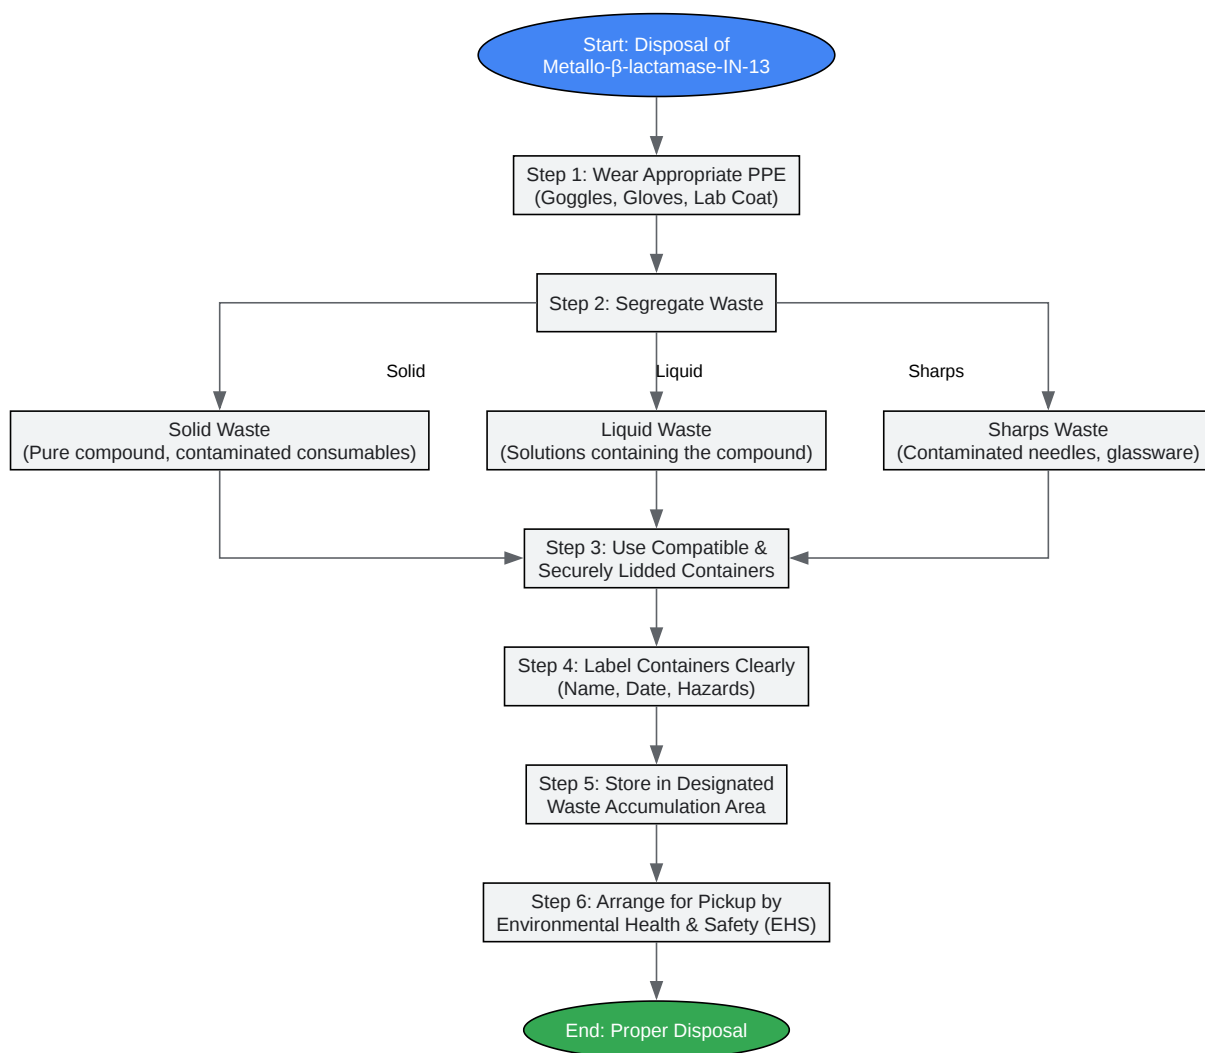 Start: Disposal of
Metallo-β-lactamase-IN-13
Step 1: Wear Appropriate PPE
(Goggles, Gloves, Lab Coat)
Step 2: Segregate Waste
Solid
Liquid
Sharps
Solid Waste
(Pure compound, contaminated consumables)
Liquid Waste
(Solutions containing the compound)
Sharps Waste
(Contaminated needles, glassware)
Step 3: Use Compatible &
Securely Lidded Containers
Step 4: Label Containers Clearly
(Name, Date, Hazards)
Step 5: Store in Designated
Waste Accumulation Area
Step 6: Arrange for Pickup by
Environmental Health & Safety (EHS)
End: Proper Disposal